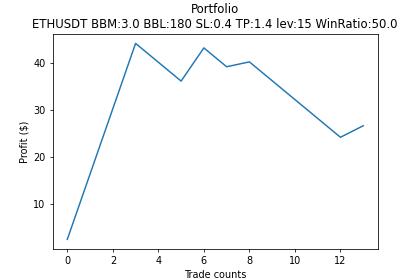 Portfolio
ETHUSDT BBM:3.0 BBL:180 SL:0.4 TP:1.4 lev:15 WinRatio:50.0
40
30
20
10
Profit ($)
0 2 4 6 8 10 12
Trade counts